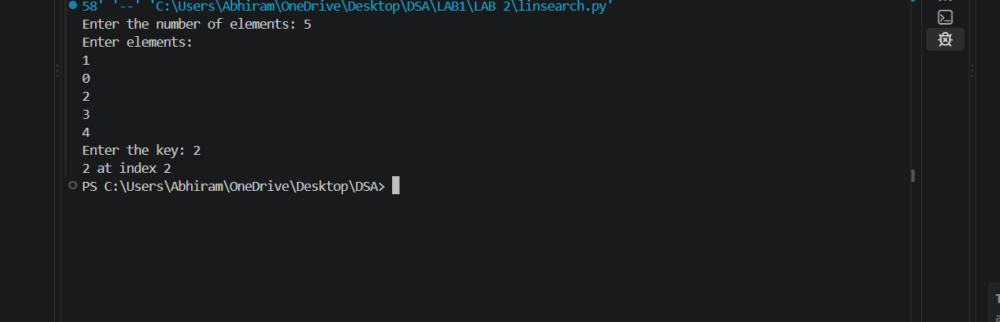 58' '--' 'C:\Users\Abhiram\OneDrive\Desktop\DSA\LAB1\LAB 2\linsearch.py'
Enter the number of elements: 5
Enter elements:
1
0
2
3
4
Enter the key: 2
2 at index 2
PS C:\Users\Abhiram\OneDrive\Desktop\DSA>